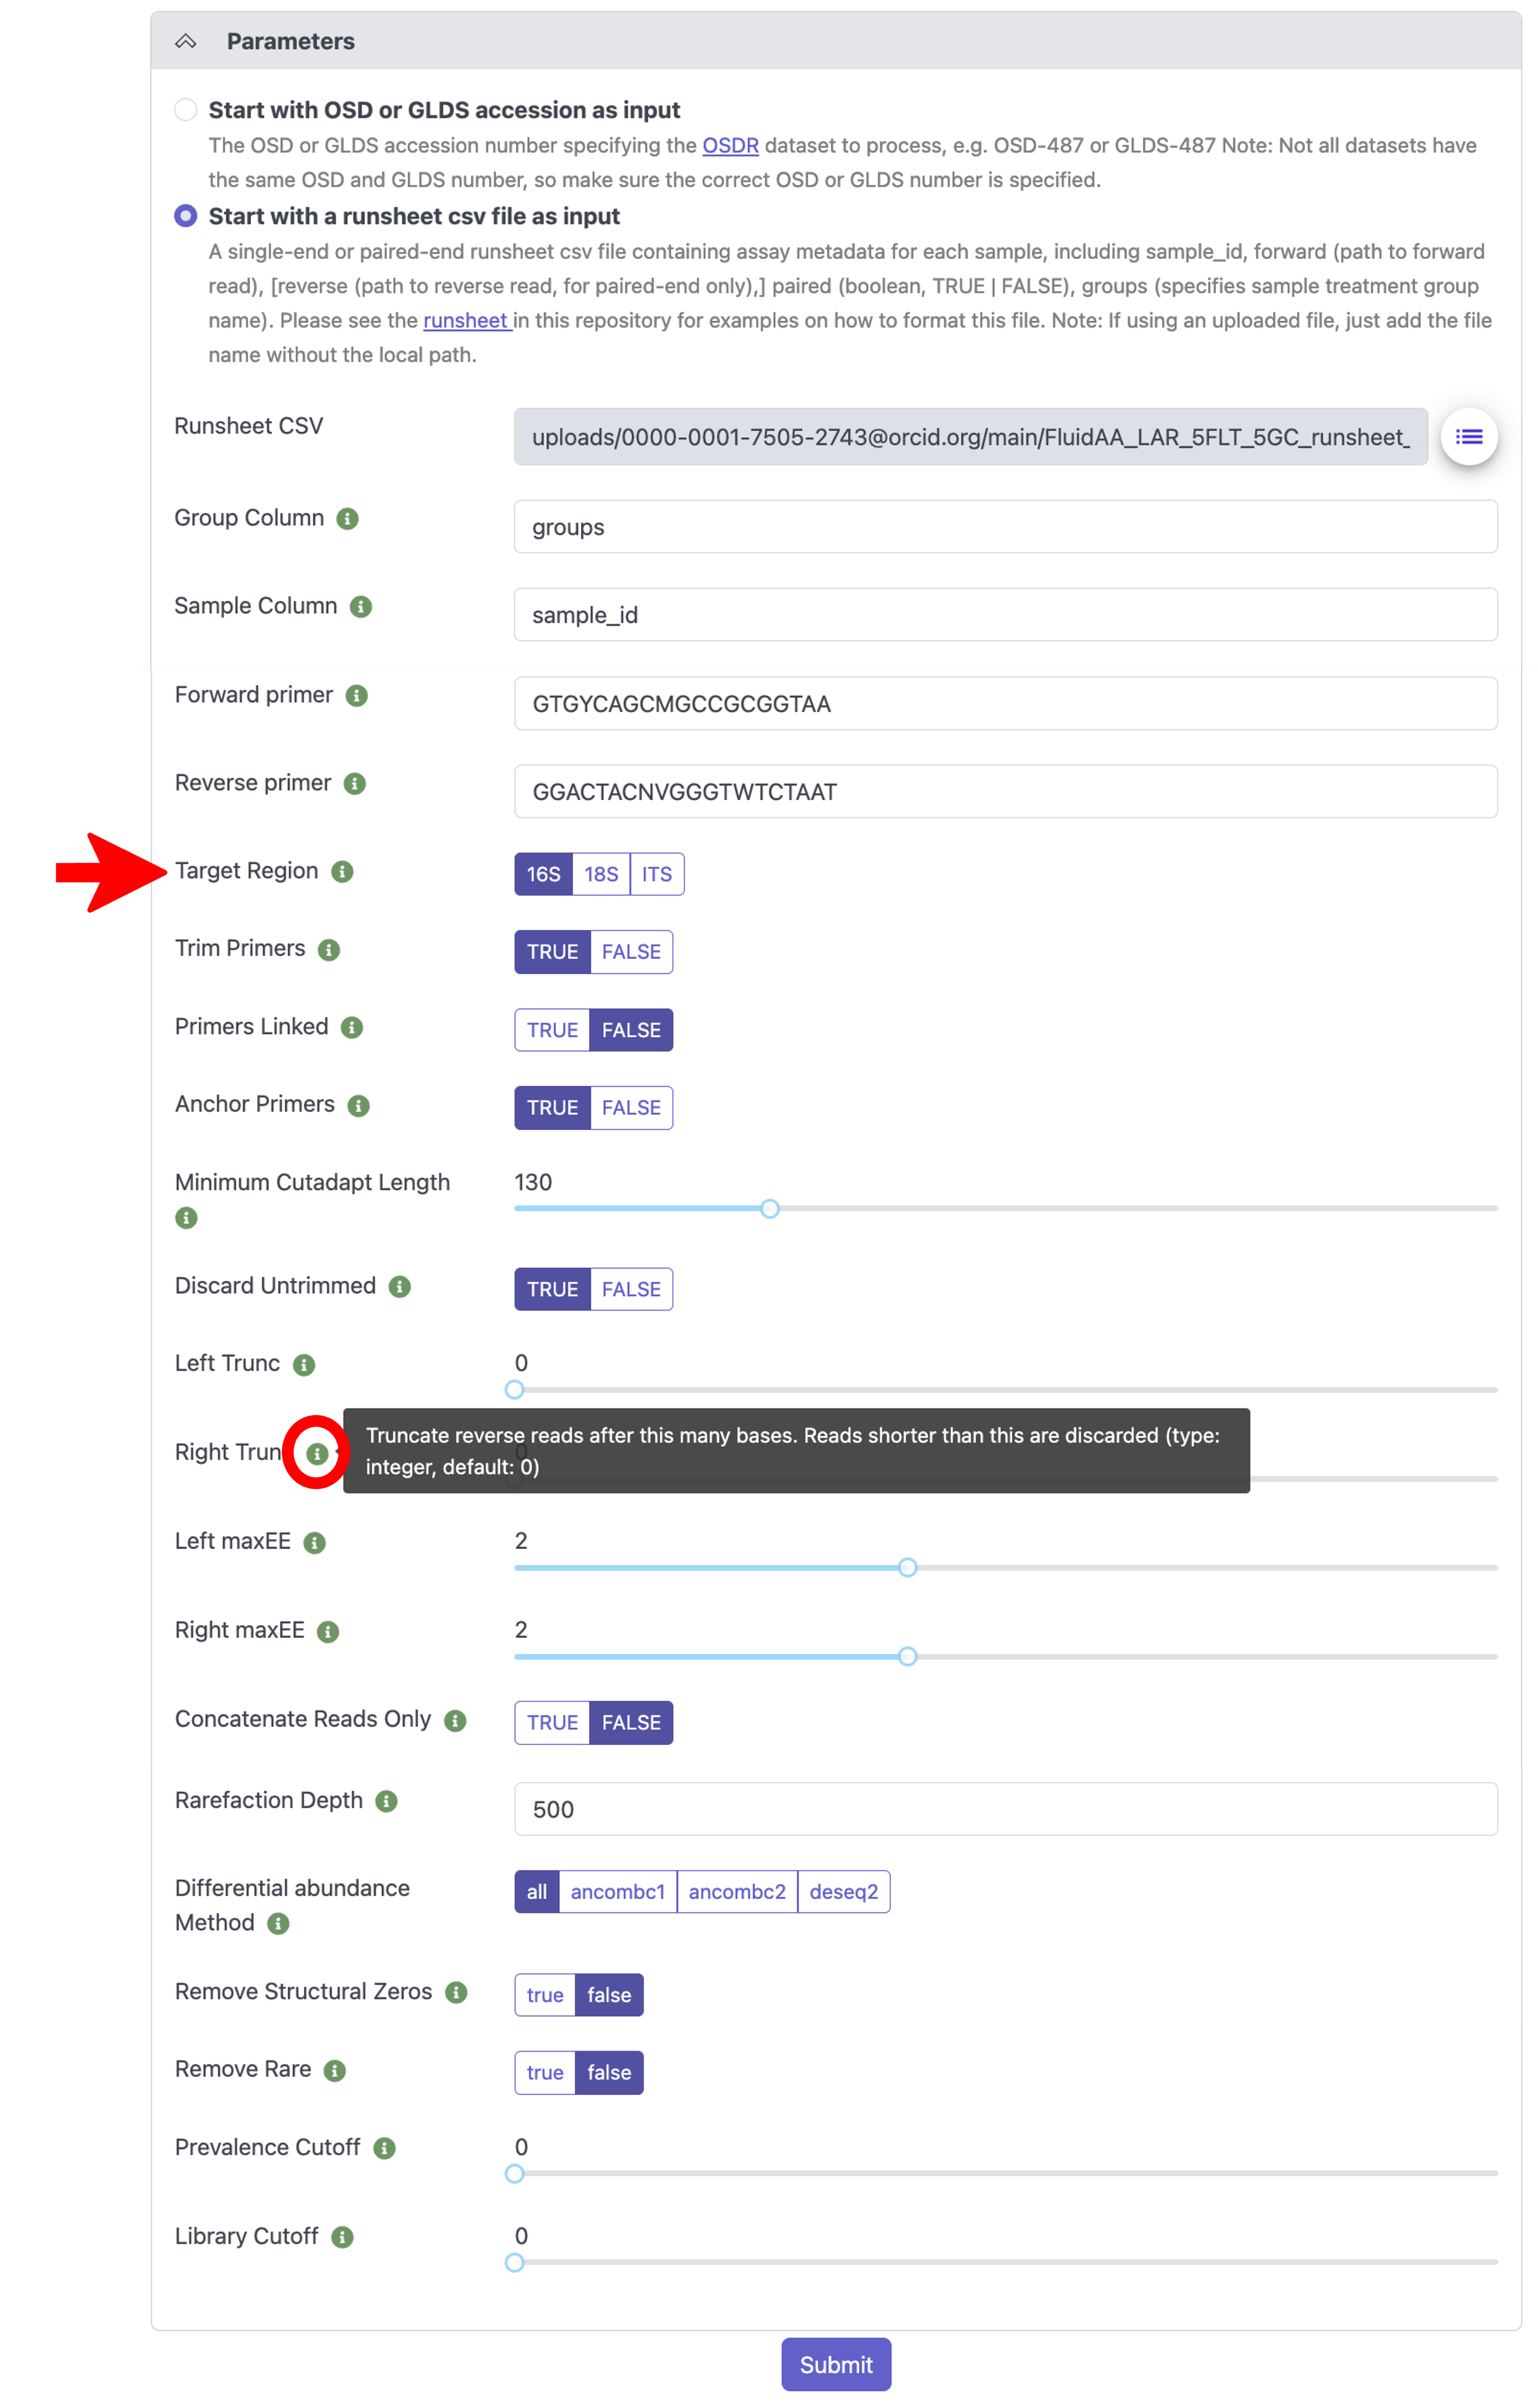 Parameters
Start with OSD or GLDS accession as input
The OSD or GLDS accession number specifying the OSDR dataset to process, e.g. OSD-487 or GLDS-487 Note: Not all datasets have
the same OSD and GLDS number, so make sure the correct OSD or GLDS number is specified.
Start with a runsheet csv file as input
A single-end or paired-end runsheet csv file containing assay metadata for each sample, including sample_id, forward (path to forward
read), [reverse (path to reverse read, for paired-end only),] paired (boolean, TRUE | FALSE), groups (specifies sample treatment group
name). Please see the runsheet in this repository for examples on how to format this file. Note: If using an uploaded file, just add the file
name without the local path.
Runsheet CSV uploads/0000-0001-7505-2743@orcid.org/main/FluidAA_LAR_5FLT_5GC_runsheet_
Group Column groups
Sample Column sample_id
Forward primer GTGYCAGCMGCCGCGGTAA
Reverse primer GGACTACNVGGGTWTCTAAT
Target Region 16S 18S ITS
Trim Primers TRUE FALSE
Primers Linked TRUE FALSE
Anchor Primers TRUE FALSE
Minimum Cutadapt Length 130
Discard Untrimmed TRUE FALSE
Left Trunc 0
Right Trun Truncate reverse reads after this many bases. Reads shorter than this are discarded (type:
integer, default: 0)
0
Left maxEE 2
Right maxEE 2
Concatenate Reads Only TRUE FALSE
Rarefaction Depth 500
Differential abundance all ancombc1 ancombc2 deseq2
Method
Remove Structural Zeros true false
Remove Rare true false
Prevalence Cutoff 0
Library Cutoff 0
Submit